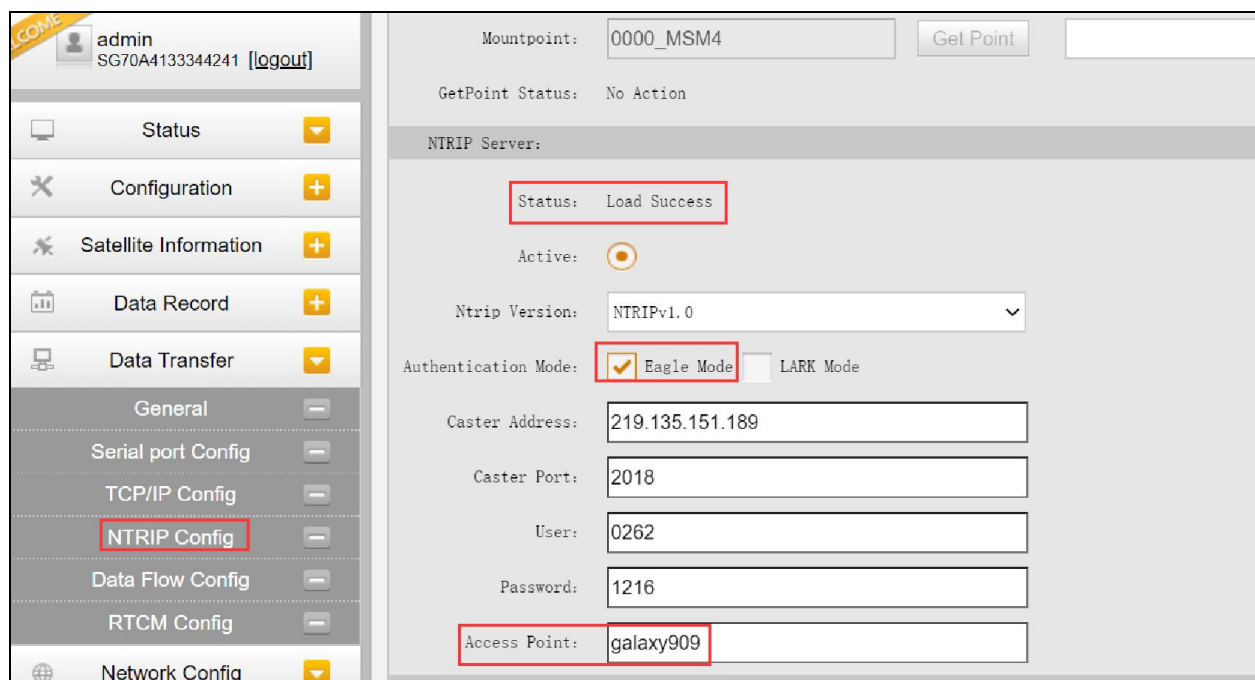 LCOME
admin
SG70A4133344241 [logout]
Status
Configuration
Satellite Information
Data Record
Data Transfer
General
Serial port Config
TCP/IP Config
NTRIP Config
Data Flow Config
RTCM Config
Network Config
Mountpoint: 0000_MSM4 Get Point
GetPoint Status: No Action
NTRIP Server:
Status: Load Success
Active:
Ntrip Version: NTRIPv1.0
Authentication Mode: Eagle Mode LARK Mode
Caster Address: 219.135.151.189
Caster Port: 2018
User: 0262
Password: 1216
Access Point: galaxy909